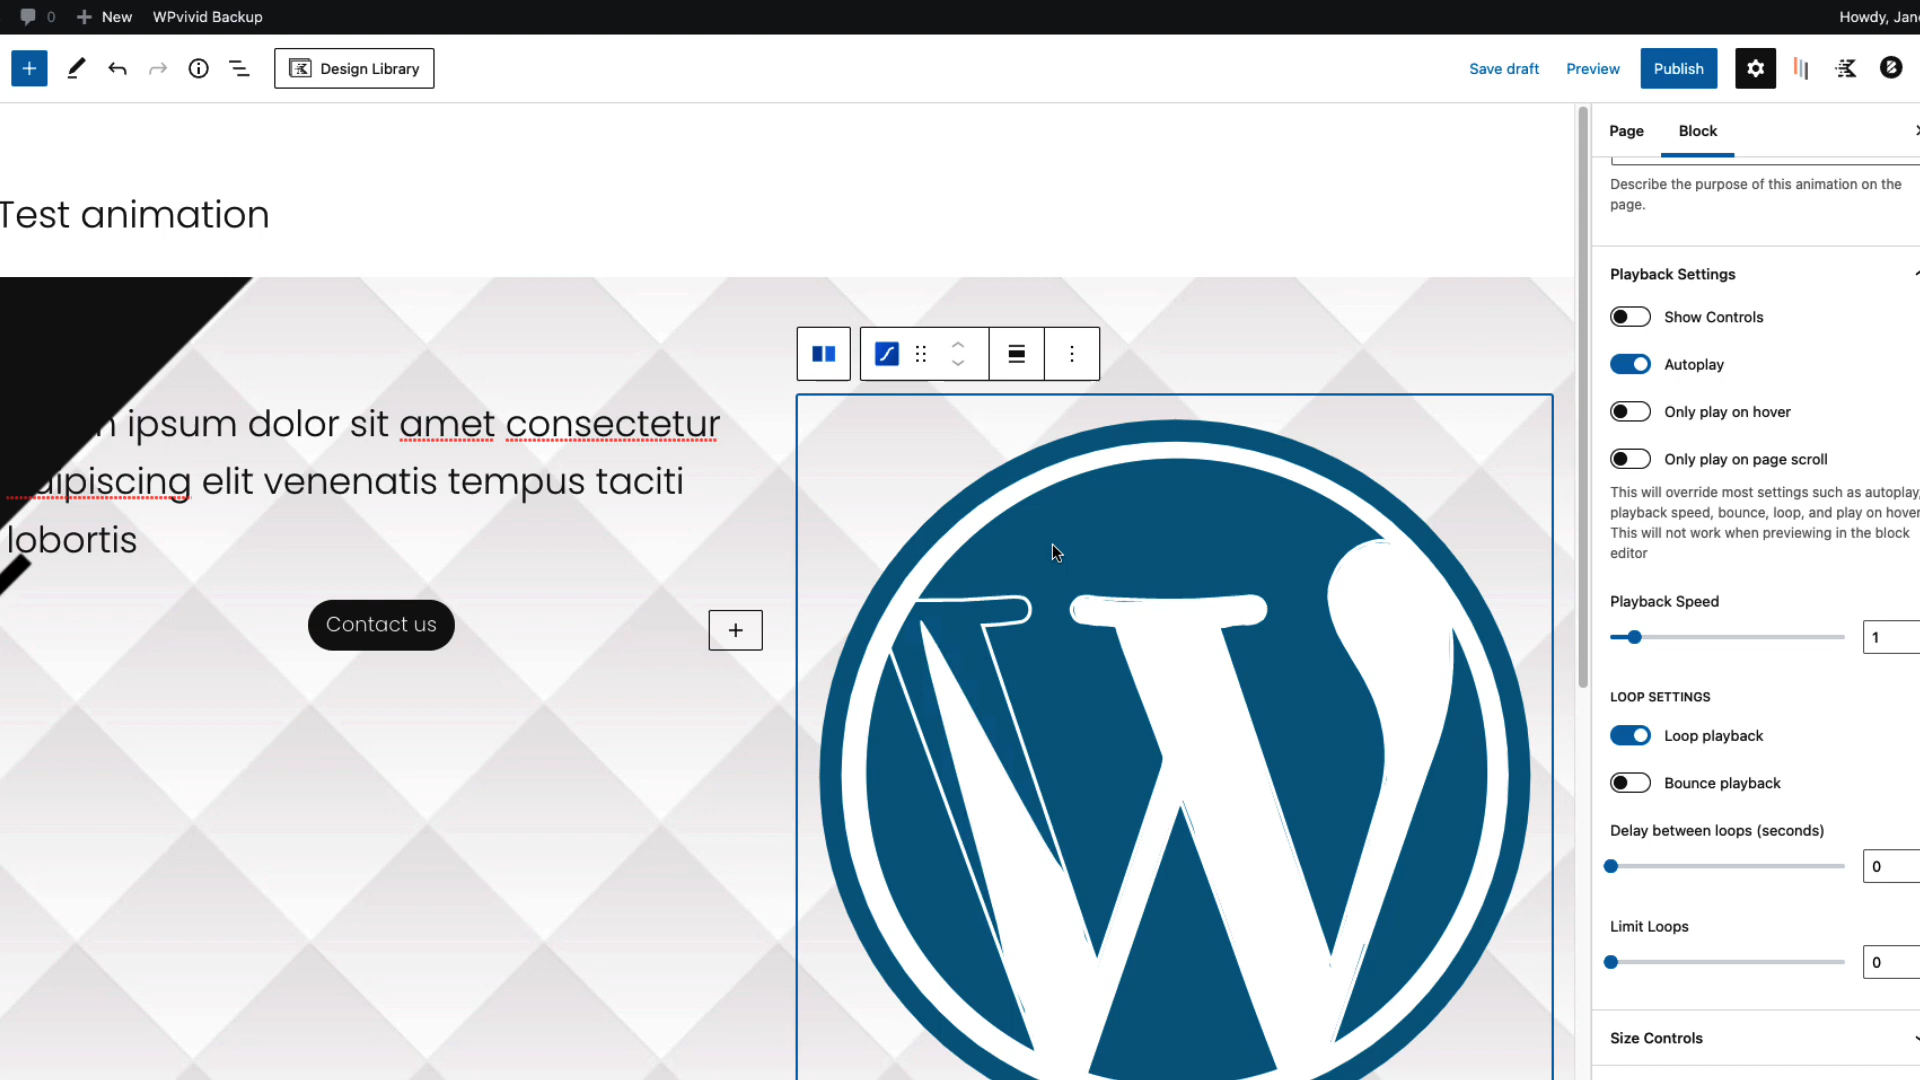 0 New WPvivid Backup Howdy, Jan
Design Library Save draft Preview Publish
Page Block
Describe the purpose of this animation on the
page.
Test animation
Playback Settings
Show Controls
Autoplay
Only play on hover
Only play on page scroll
This will override most settings such as autoplay,
playback speed, bounce, loop, and play on hover
This will not work when previewing in the block
editor
Playback Speed
1
LOOP SETTINGS
Loop playback
Bounce playback
Delay between loops (seconds)
0
Limit Loops
0
Size Controls
ipsum dolor sit amet consectetur
adipiscing elit venenatis tempus taciti
lobortis
Contact us